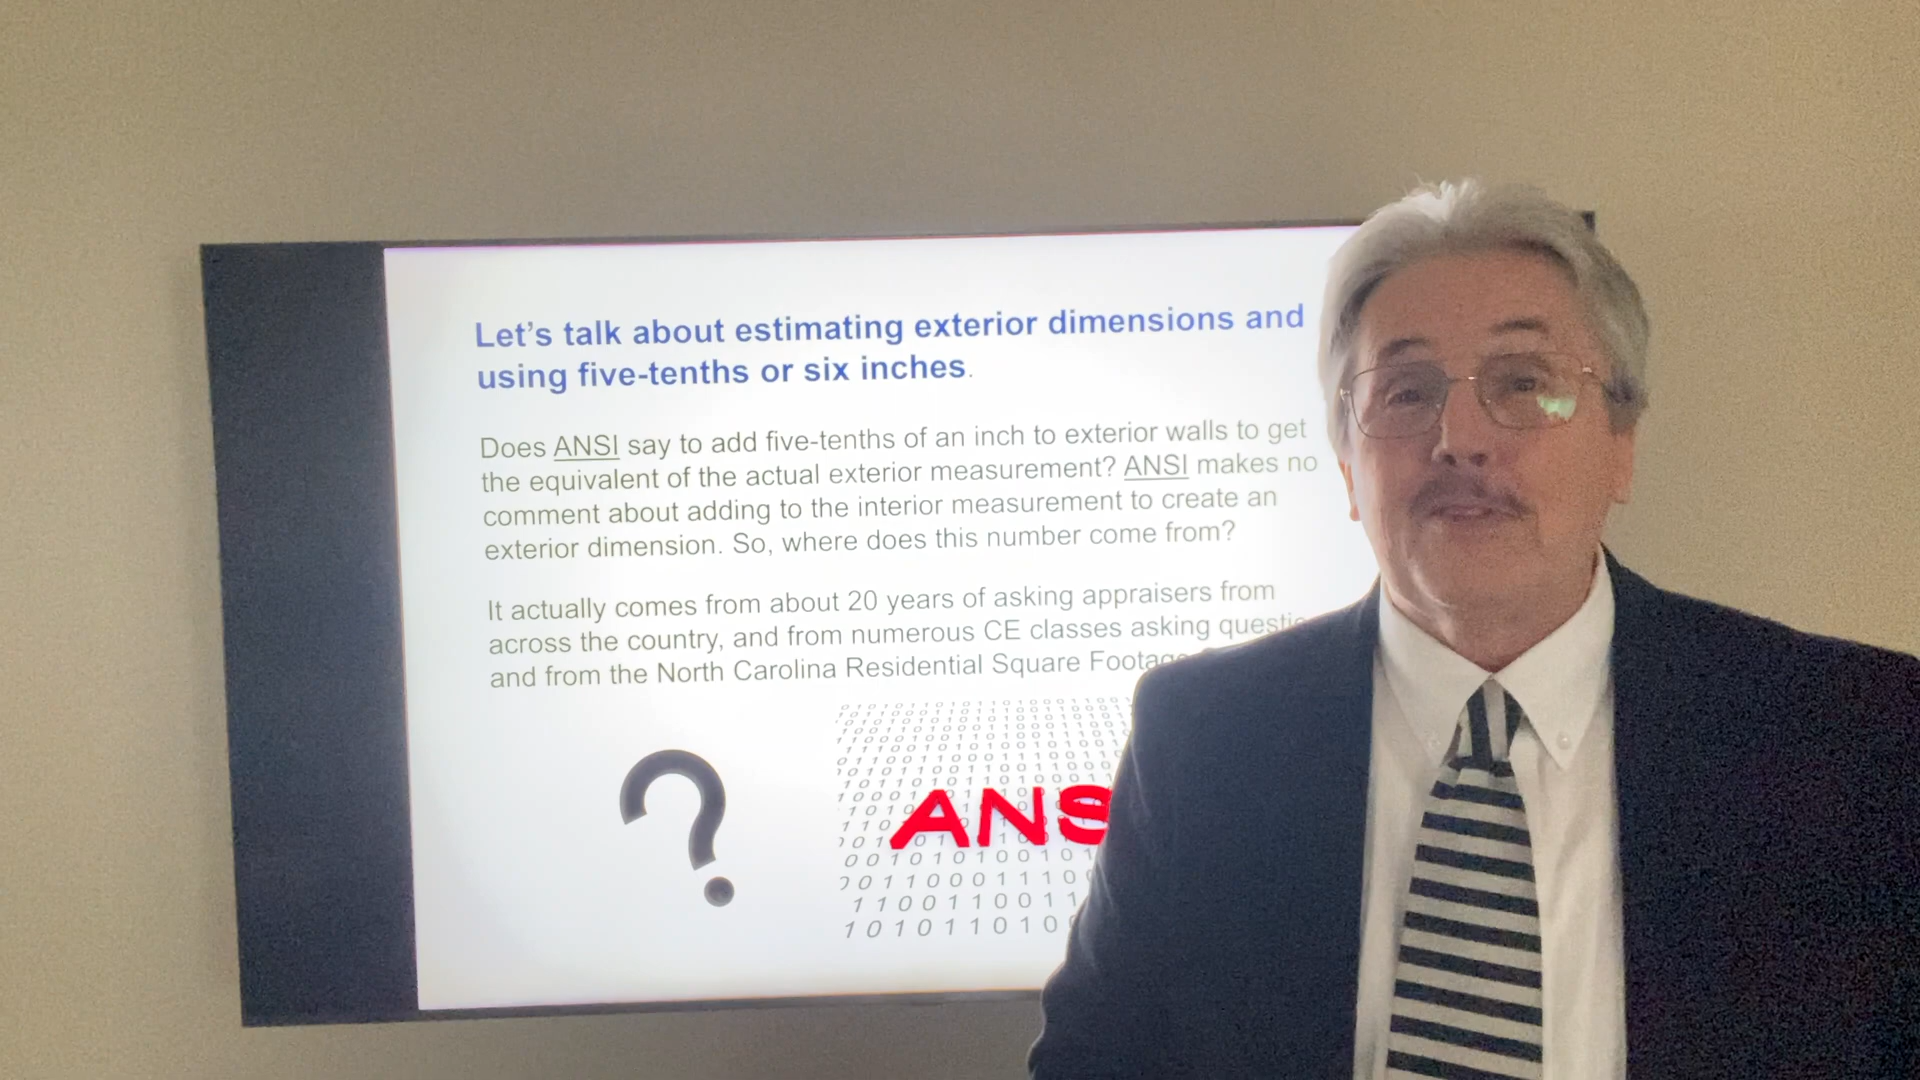 Let's talk about estimating exterior dimensions and
using five-tenths or six inches.
Does ANSI say to add five-tenths of an inch to exterior walls to get
the equivalent of the actual exterior measurement? ANSI makes no
comment about adding to the interior measurement to create an
exterior dimension. So, where does this number come from?
It actually comes from about 20 years of asking appraisers from
across the country, and from numerous CE classes asking
and from the North Carolina Residential Square
?
ANS